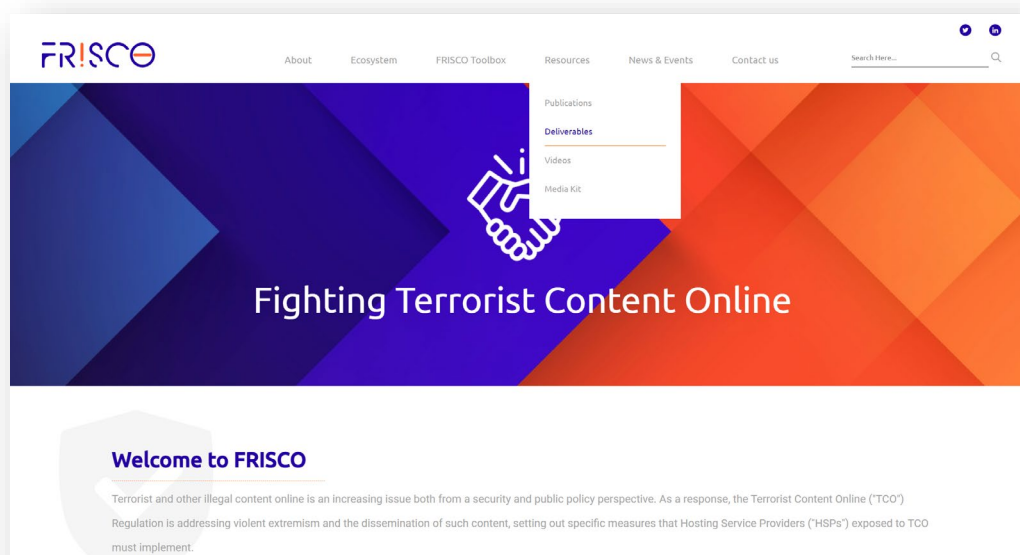 FRISCO
About Ecosystem FRISCO Toolbox Resources News & Events Contact us Search Here...
Publications
Deliverables
Videos
Media Kit
Fighting Terrorist Content Online
Welcome to FRISCO
Terrorist and other illegal content online is an increasing issue both from a security and public policy perspective. As a response, the Terrorist Content Online ("TCO")
Regulation is addressing violent extremism and the dissemination of such content, setting out specific measures that Hosting Service Providers ("HSPs") exposed to TCO
must implement.